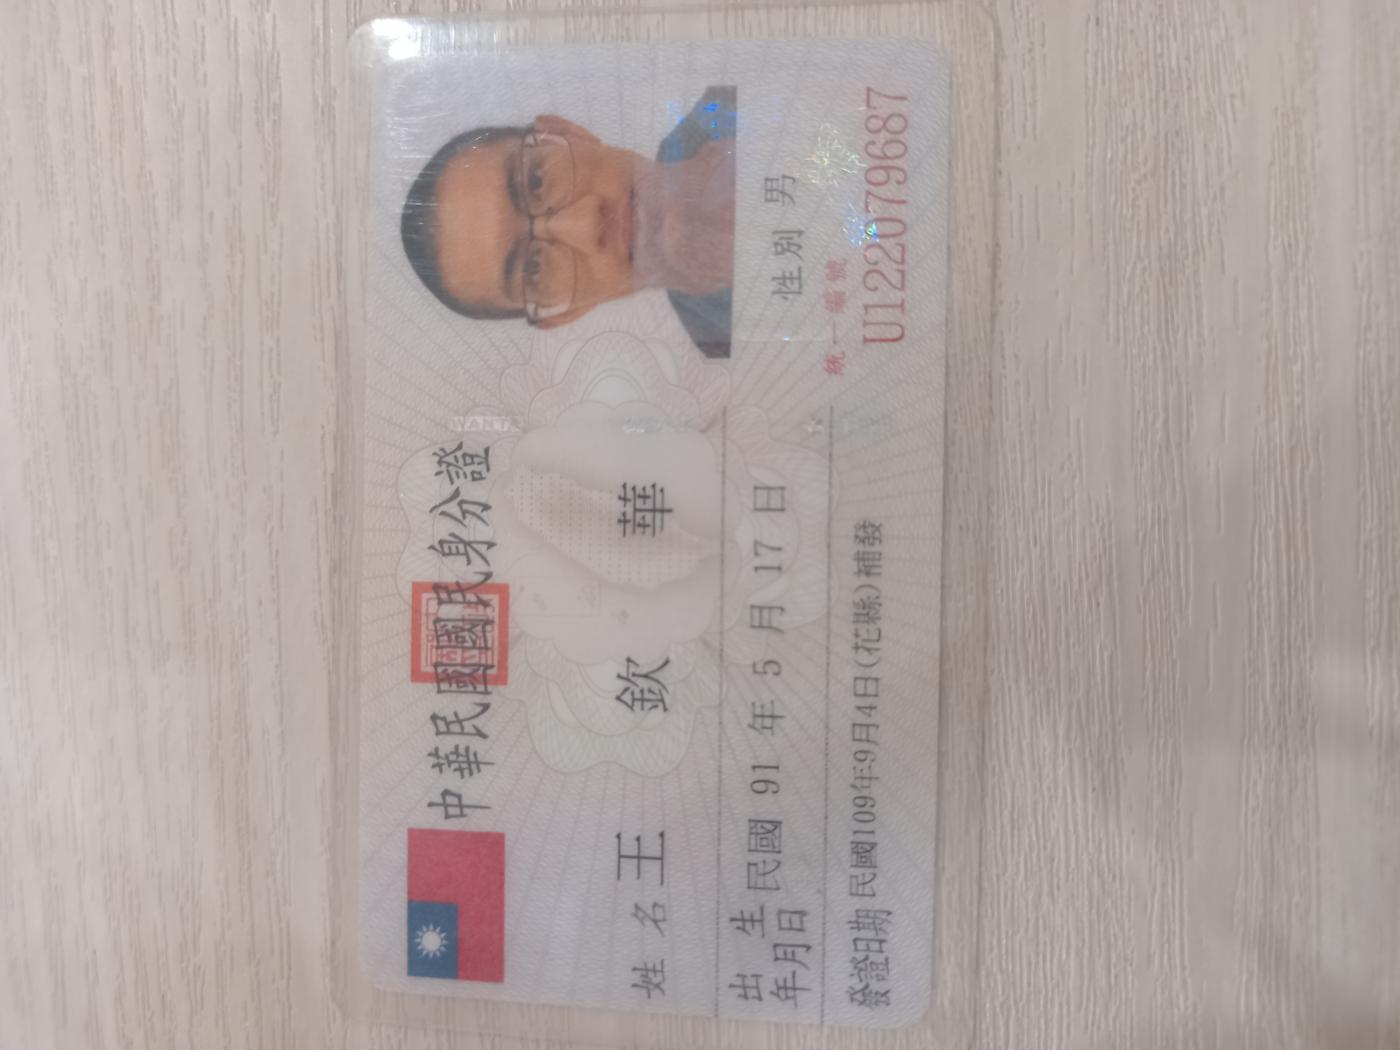 中華民國國民身分證
姓名 王欽華
出生年月日 民國 91 年 5 月 17 日
性別 男
發證日期 民國109年9月4日(花縣)補發
統一編號
U122079687